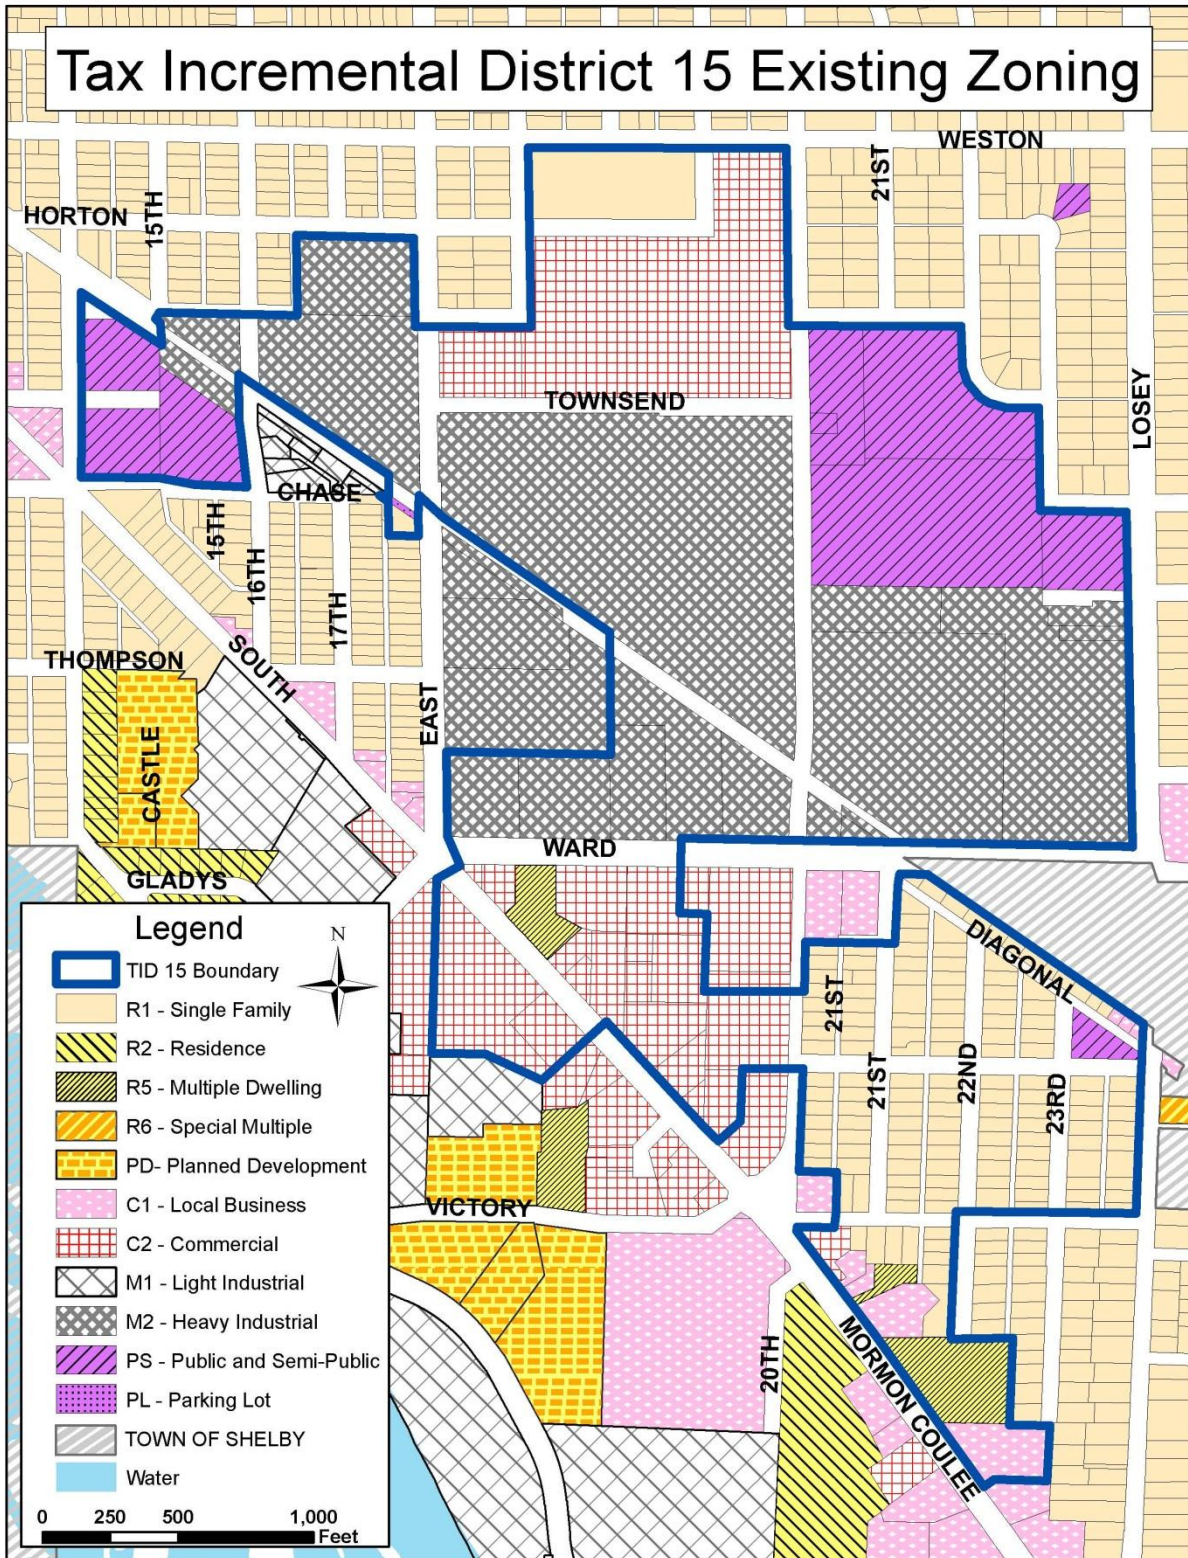 Tax Incremental District 15 Existing Zoning
WESTON
21ST
15TH
HORTON
LOSEY
TOWNSEND
CHASE
15TH
16TH
17TH
SOUTH
THOMPSON
EAST
CASTLE
WARD
GLADYS
DIAGONAL
21ST
21ST
22ND
23RD
VICTORY
MORMON COULEE
20TH
Legend
N
TID 15 Boundary
R1 - Single Family
R2 - Residence
R5 - Multiple Dwelling
R6 - Special Multiple
PD- Planned Development
C1 - Local Business
C2 - Commercial
M1 - Light Industrial
M2 - Heavy Industrial
PS - Public and Semi-Public
PL - Parking Lot
TOWN OF SHELBY
Water
0 250 500 1,000
Feet